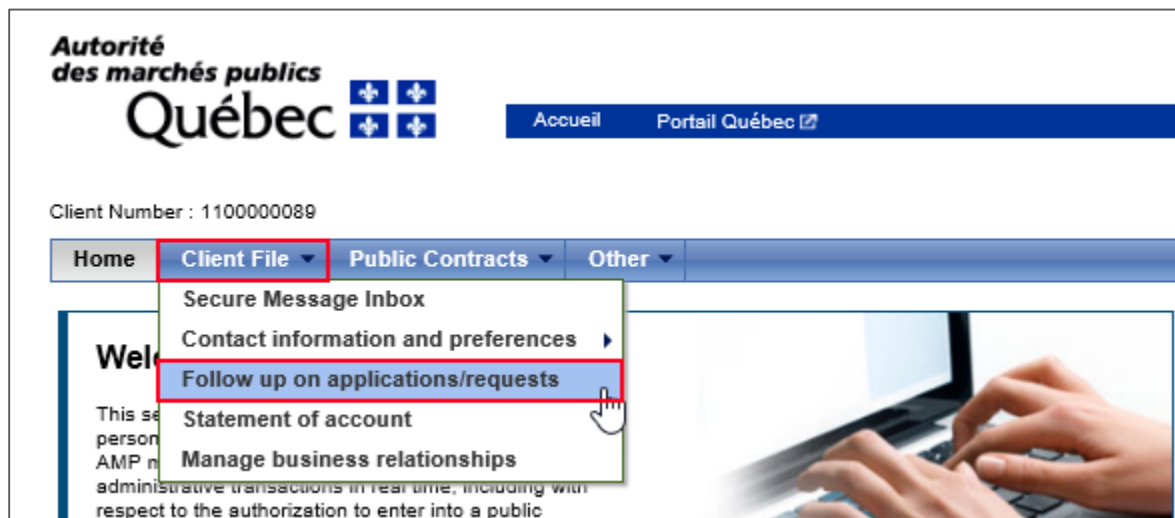 Autorité
des marchés publics
Québec
Accueil Portail Québec
Client Number : 1100000089
Home Client File Public Contracts Other
Secure Message Inbox
Contact information and preferences
Follow up on applications/requests
Statement of account
Manage business relationships
This
AMP
administrative transactions in real time, including with
respect to the authorization to enter into a public